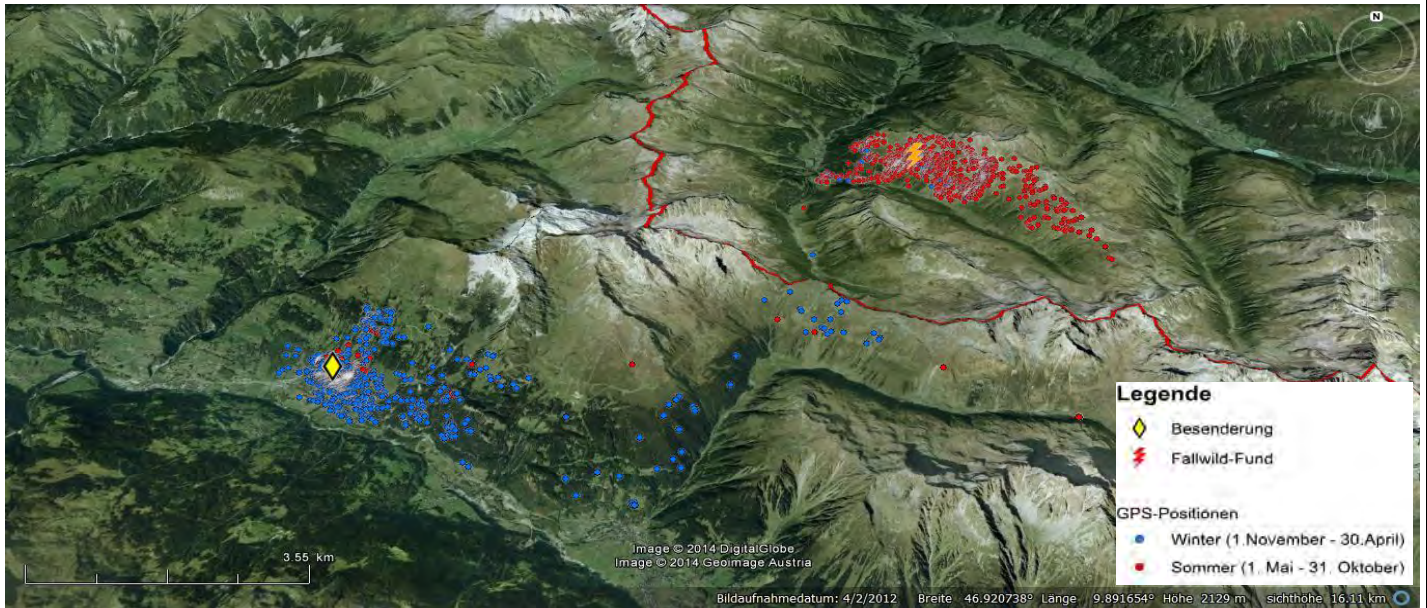 N
Legende
Besenderung
Fallwild-Fund
GPS-Positionen
Winter (1.November - 30.April)
Sommer (1. Mai - 31. Oktober)
3.55 km
Image © 2014 DigitalGlobe
Image © 2014 Geoimage Austria
Bildaufnahmedatum: 4/2/2012 Breite 46.920738° Länge 9.891654° Höhe 2129 m sichthöhe 16.11 km